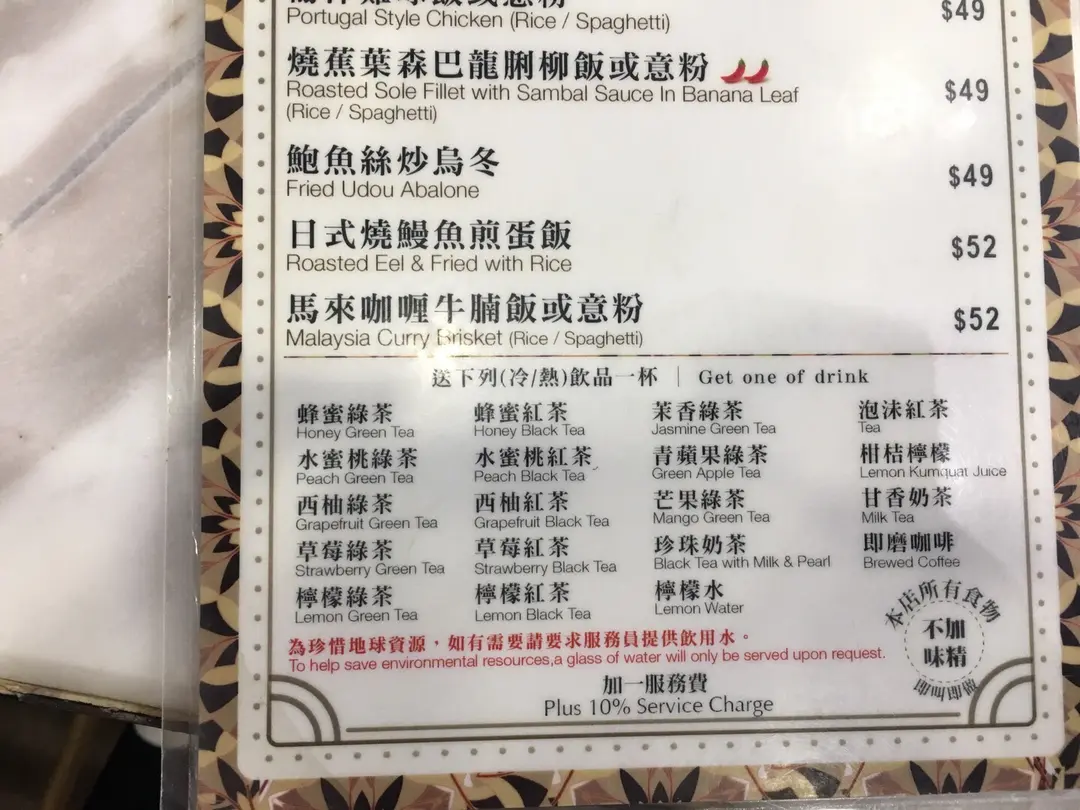 Portugal Style Chicken (Rice / Spaghetti)
$49
燒蕉葉森巴龍脷柳飯或意粉
Roasted Sole Fillet with Sambal Sauce In Banana Leaf
(Rice / Spaghetti)
$49
鮑魚絲炒烏冬
Fried Udou Abalone
$49
日式燒鰻魚煎蛋飯
Roasted Eel & Fried with Rice
$52
馬來咖喱牛腩飯或意粉
Malaysia Curry Brisket (Rice / Spaghetti)
$52
送下列(冷/熱)飲品一杯 | Get one of drink
蜂蜜綠茶 蜂蜜紅茶 茉香綠茶 泡沫紅茶
Honey Green Tea Honey Black Tea Jasmine Green Tea Tea
水蜜桃綠茶 水蜜桃紅茶 青蘋果綠茶 柑桔檸檬
Peach Green Tea Peach Black Tea Green Apple Tea Lemon Kumquat Juice
西柚綠茶 西柚紅茶 芒果綠茶 甘香奶茶
Grapefruit Green Tea Grapefruit Black Tea Mango Green Tea Milk Tea
草莓綠茶 草莓紅茶 珍珠奶茶 即磨咖啡
Strawberry Green Tea Strawberry Black Tea Black Tea with Milk & Pearl Brewed Coffee
檸檬綠茶 檸檬紅茶 檸檬水
Lemon Green Tea Lemon Black Tea Lemon Water
本店所有食物
不加
味精
即叫即做
為珍惜地球資源，如有需要請要求服務員提供飲用水。
To help save environmental resources,a glass of water will only be served upon request.
加一服務費
Plus 10% Service Charge